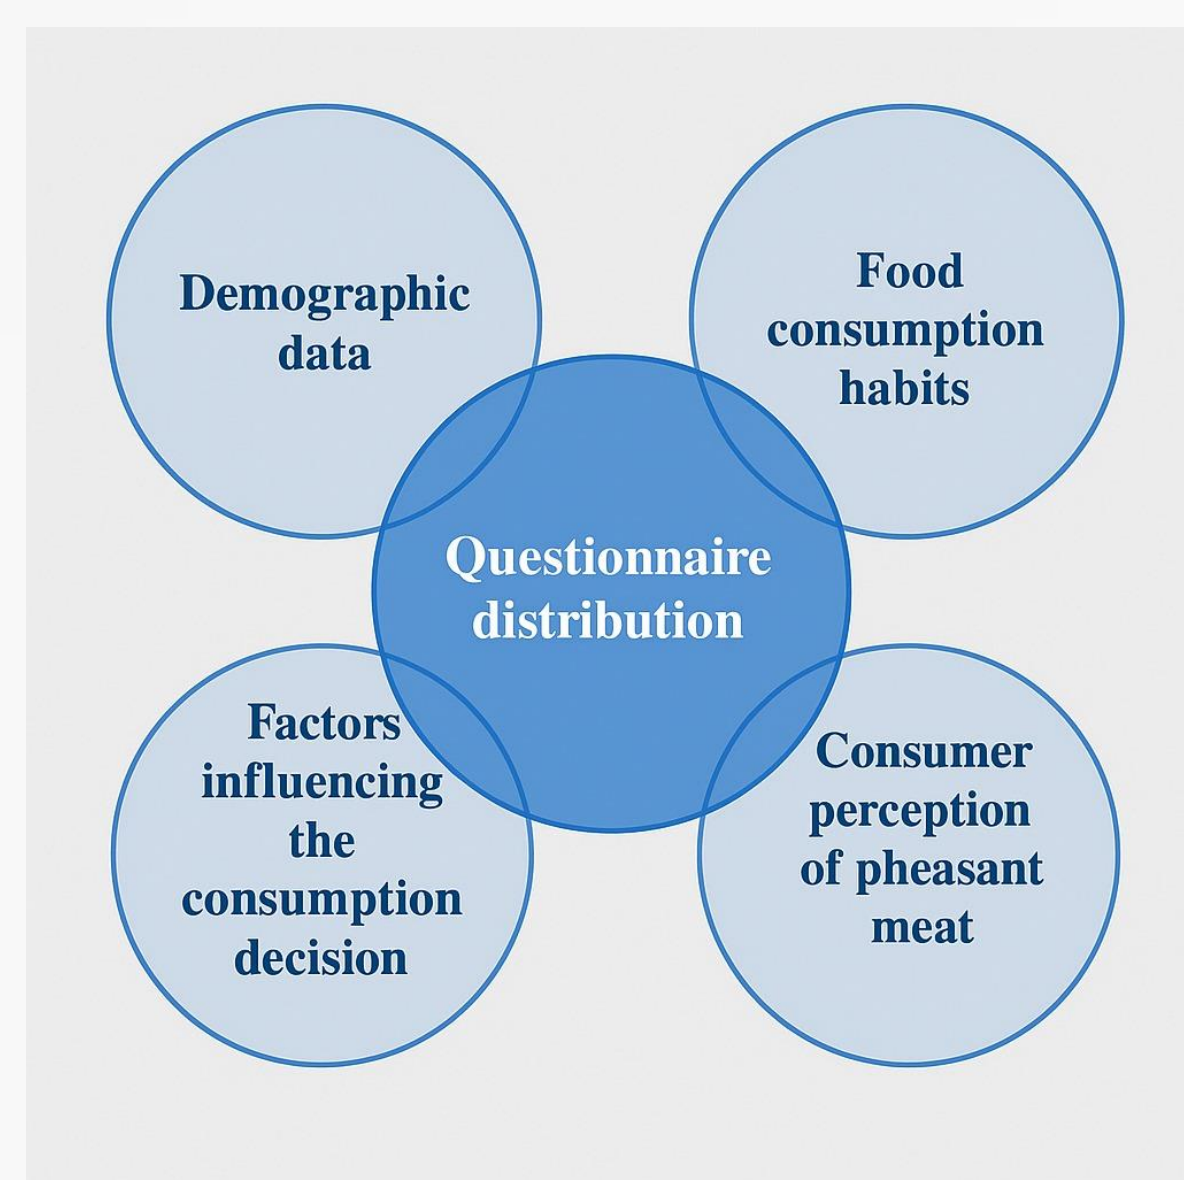 Demographic
data
Food
consumption
habits
Questionnaire
distribution
Factors
influencing
the
consumption
decision
Consumer
perception
of pheasant
meat